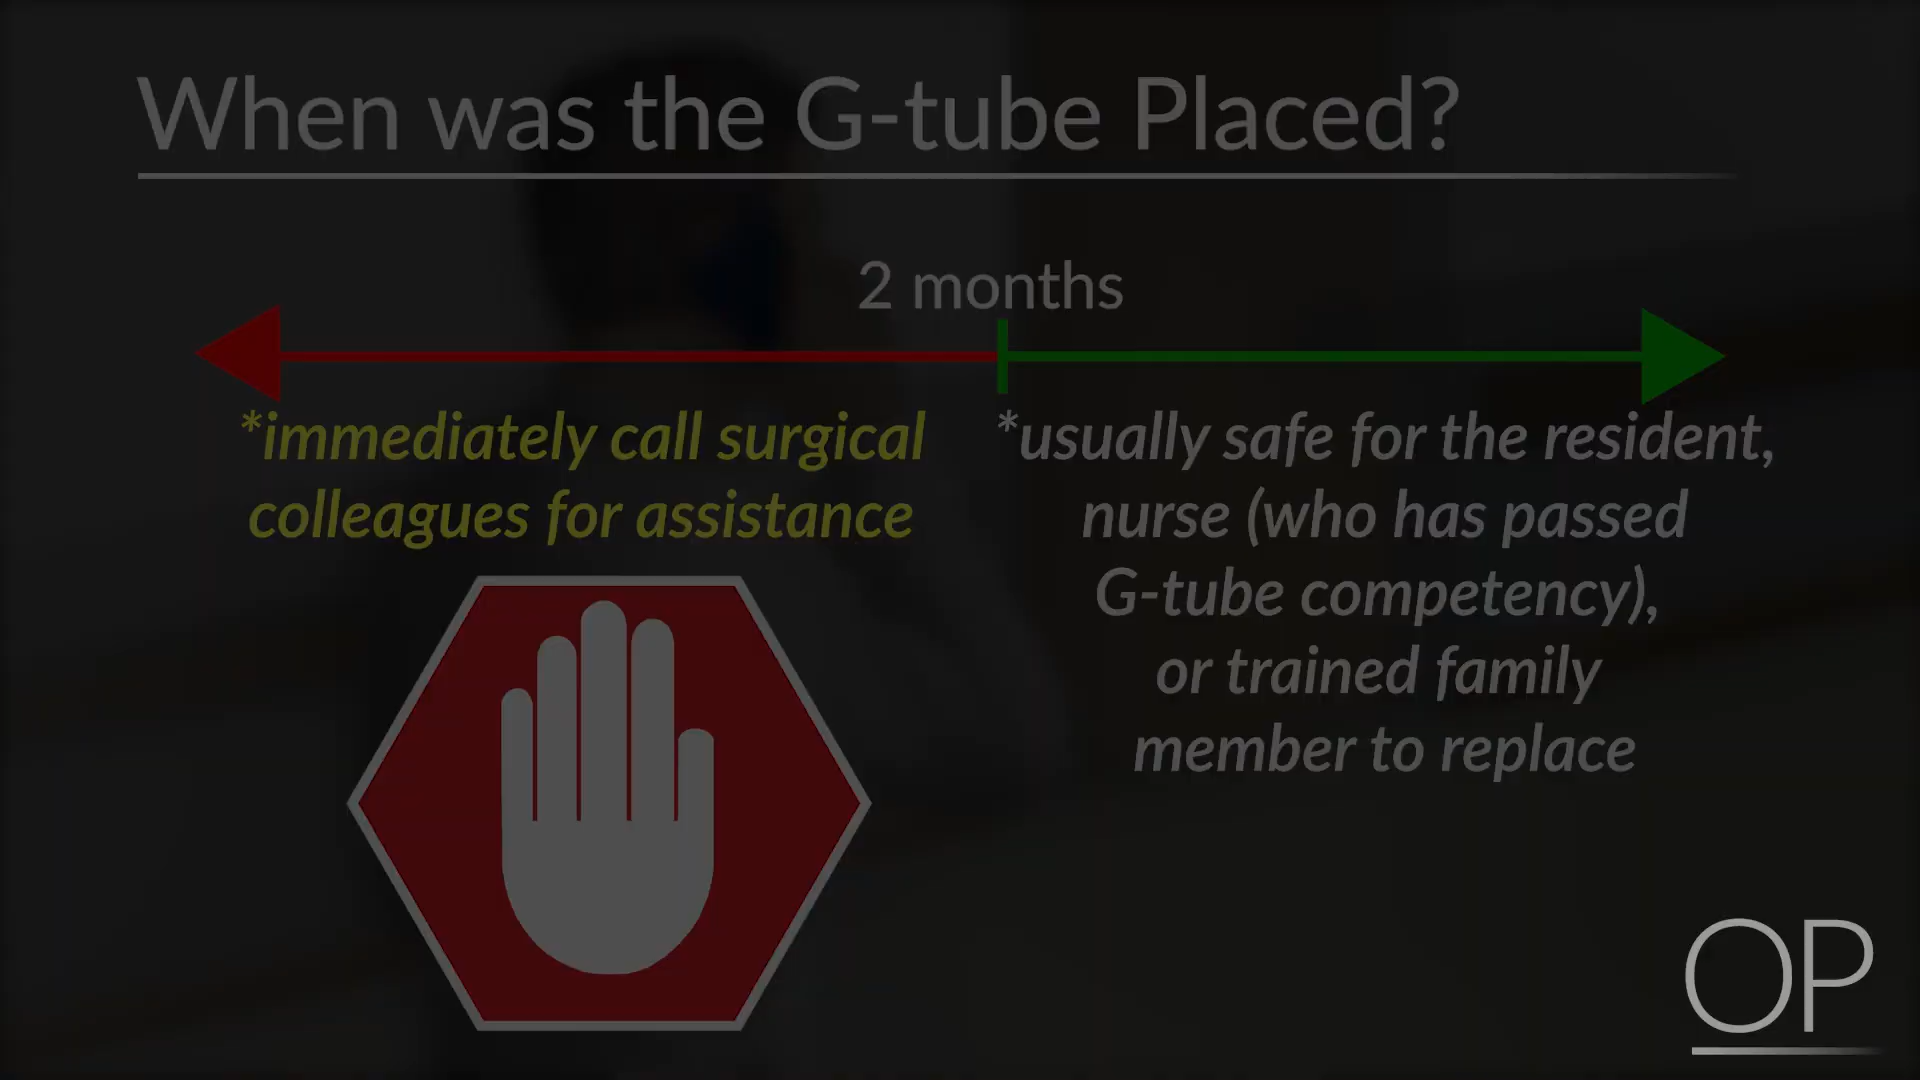 When was the G-tube Placed?
2 months
*immediately call surgical
colleagues for assistance
*usually safe for the resident,
nurse (who has passed
G-tube competency),
or trained family
member to replace
OP